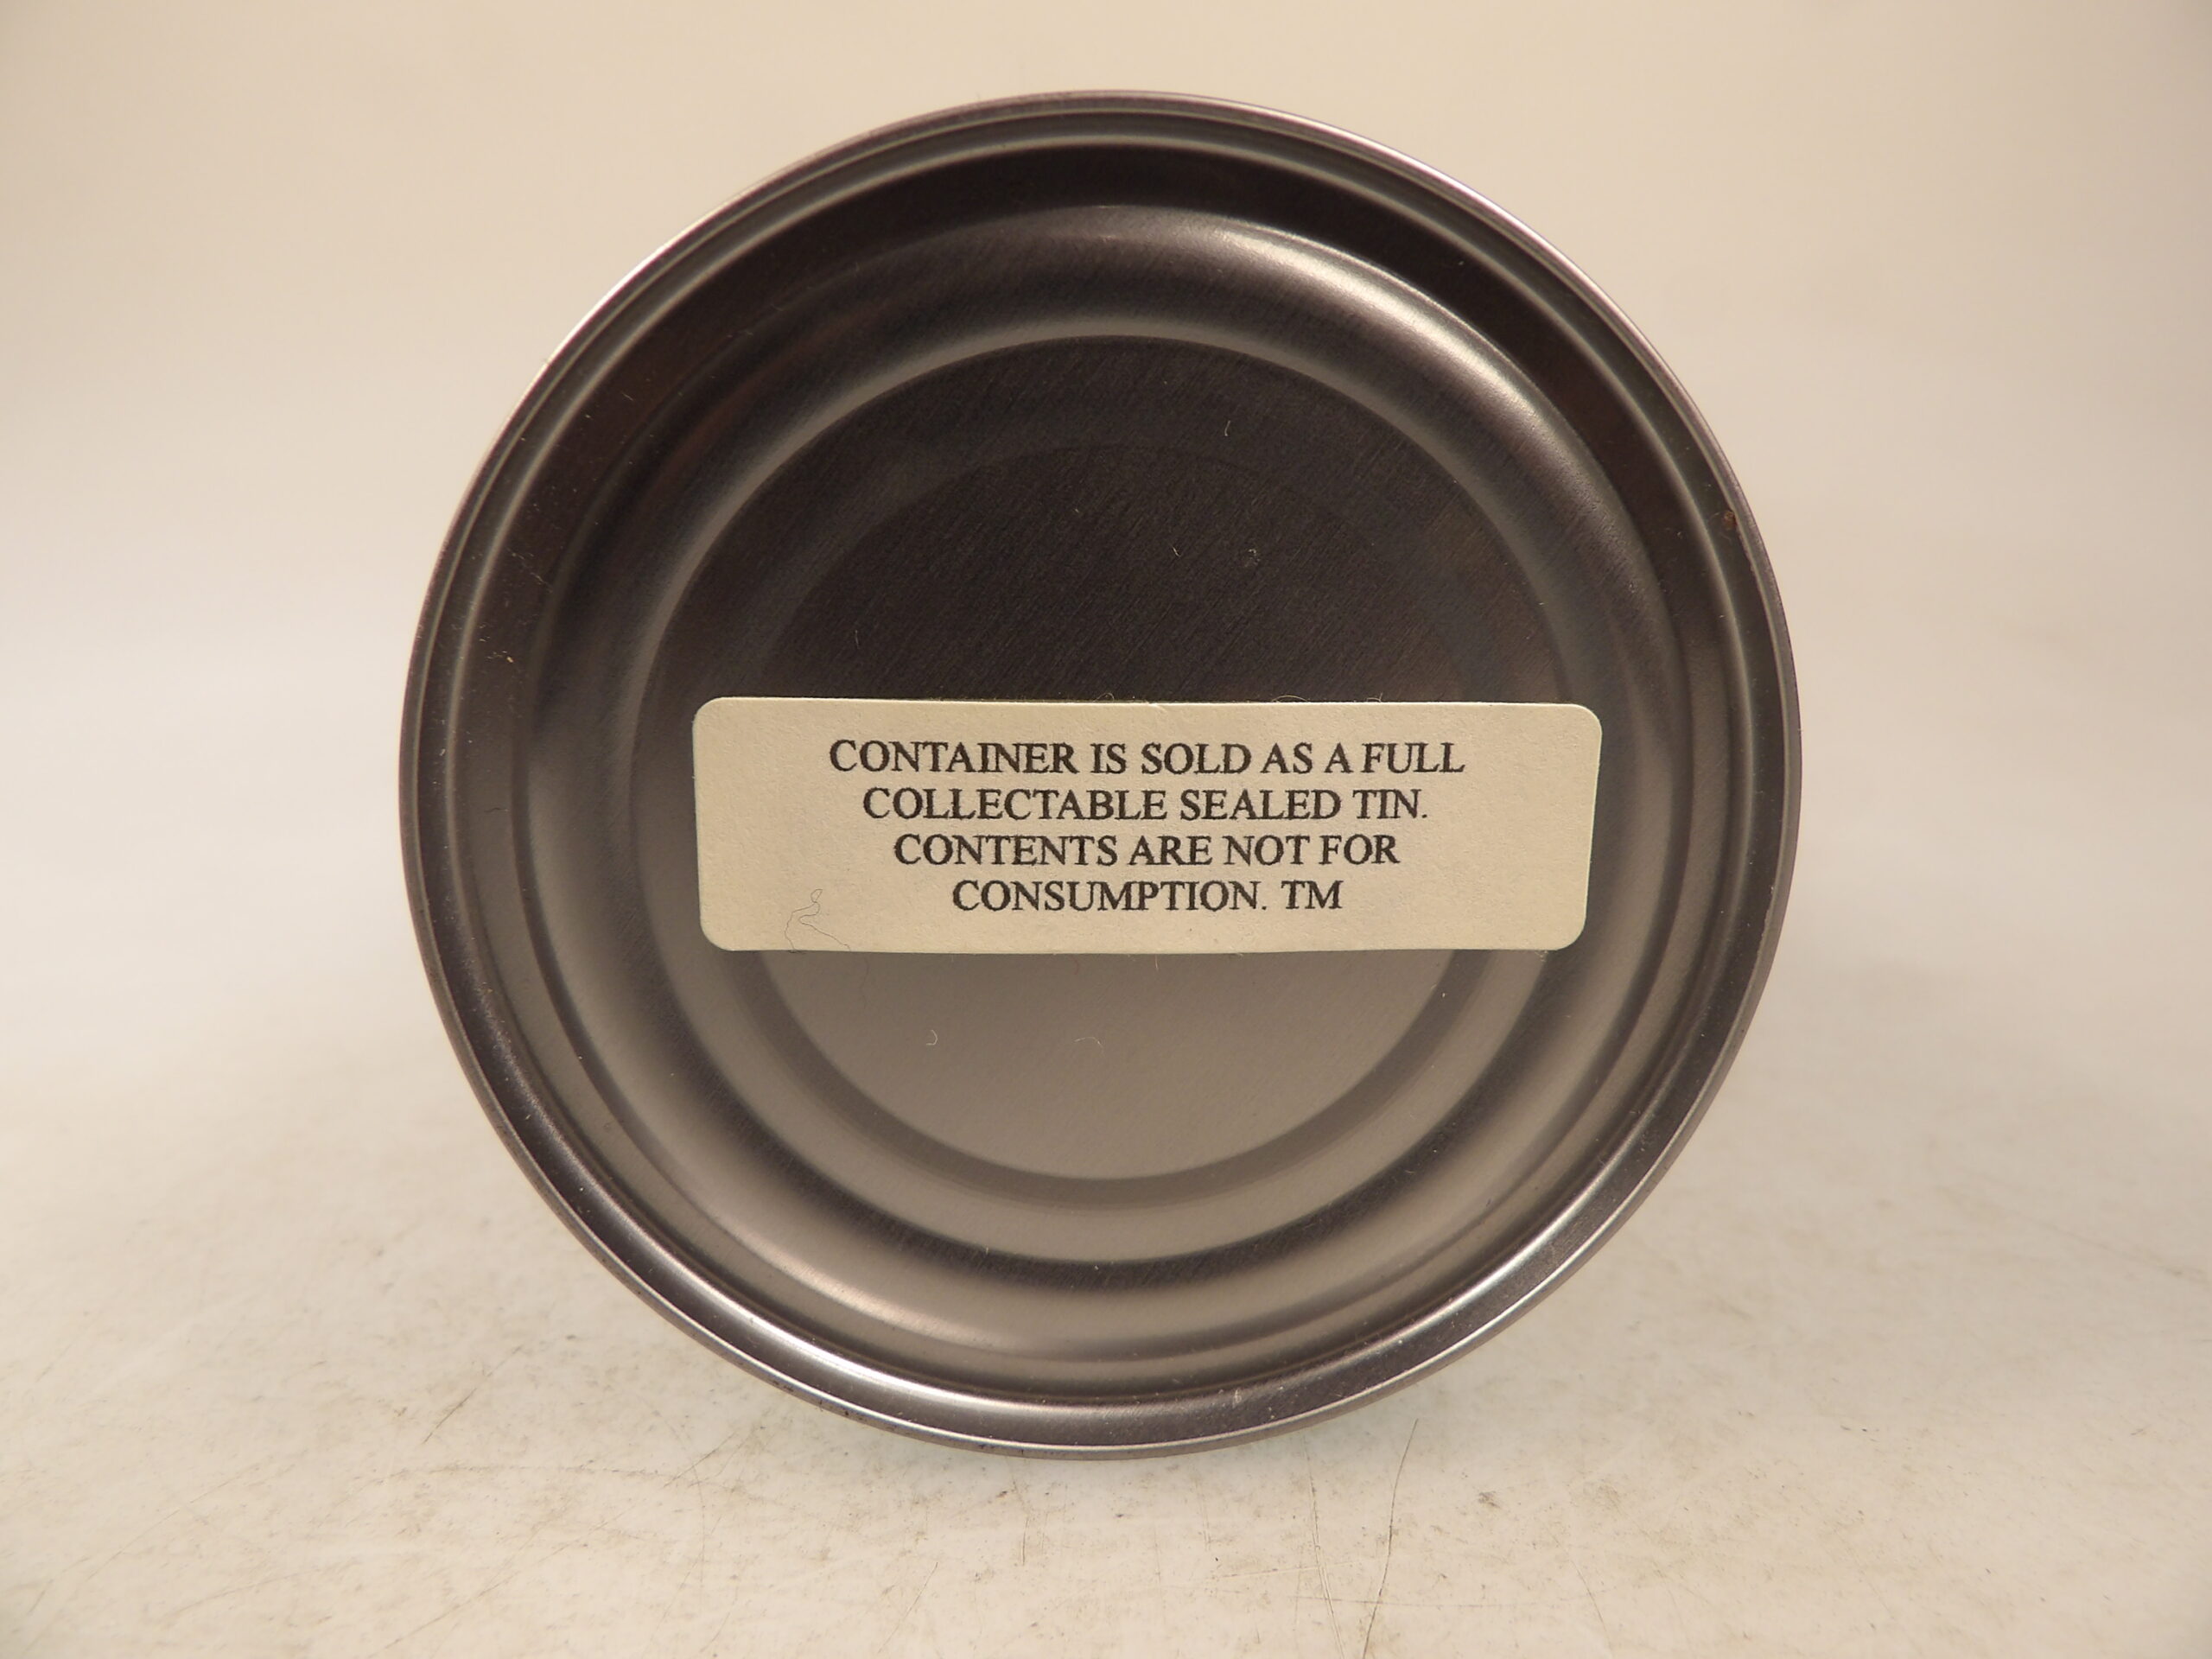 CONTAINER IS SOLD AS A FULL
COLLECTABLE SEALED TIN.
CONTENTS ARE NOT FOR
CONSUMPTION. TM